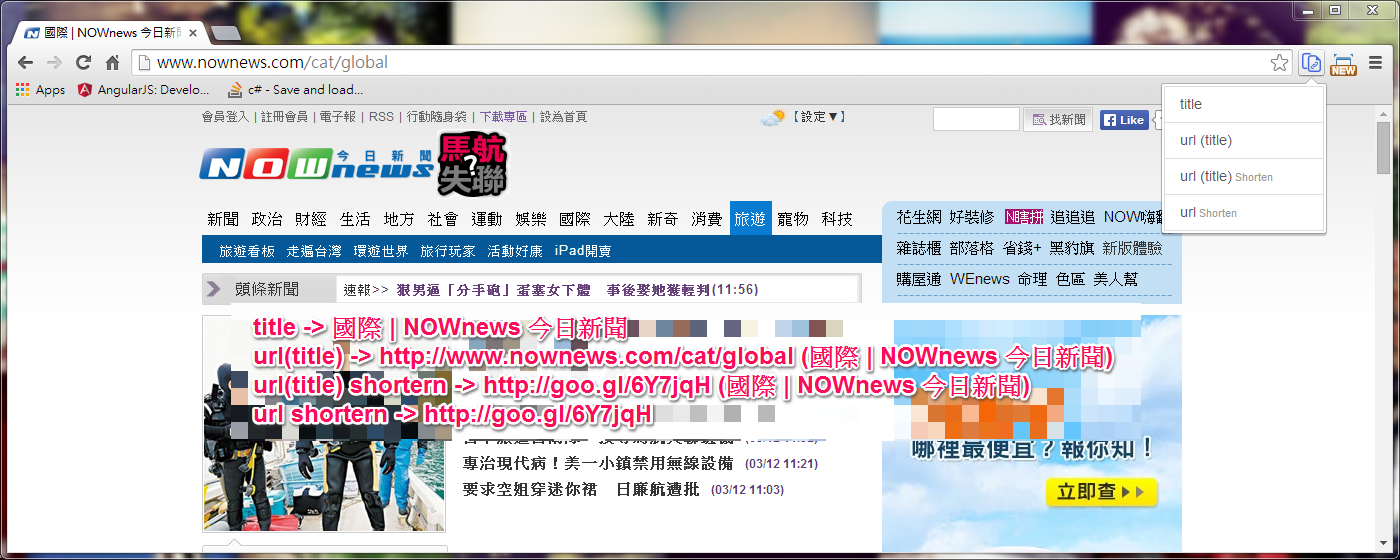 國際 | NOWnews 今日新聞
www.nownews.com/cat/global
NEW
Apps AngularJS: Develo... c# - Save and load...
title
url (title)
url (title) Shorten
url Shorten
會員登入 | 註冊會員 | 電子報 | RSS | 行動隨身袋 | 下載專區 | 設為首頁
【設定▼】
找新聞
Like
NOWnews 今日新聞
馬航?失聯
新聞 政治 財經 生活 地方 社會 運動 娛樂 國際 大陸 新奇 消費 旅遊 寵物 科技
旅遊看板 走遍台灣 環遊世界 旅行玩家 活動好康 iPad開賣
花生網 好裝修 N瞎拼 追追追 NOW嗨翻
雜誌櫃 部落格 省錢+ 黑豹旗 新版體驗
購屋通 WEnews 命理 色區 美人幫
頭條新聞
速報>> 狠男逼「分手砲」蛋塞女下體 事後娶她獲輕判(11:56)
title -> 國際 | NOWnews 今日新聞
url(title) -> http://www.nownews.com/cat/global (國際 | NOWnews 今日新聞)
url(title) shortern -> http://goo.gl/6Y7jqH (國際 | NOWnews 今日新聞)
url shortern -> http://goo.gl/6Y7jqH
專治現代病！美一小鎮禁用無線設備 (03/12 11:21)
要求空姐穿迷你裙 日廉航遭批 (03/12 11:03)
哪裡最便宜？報你知！
立即查